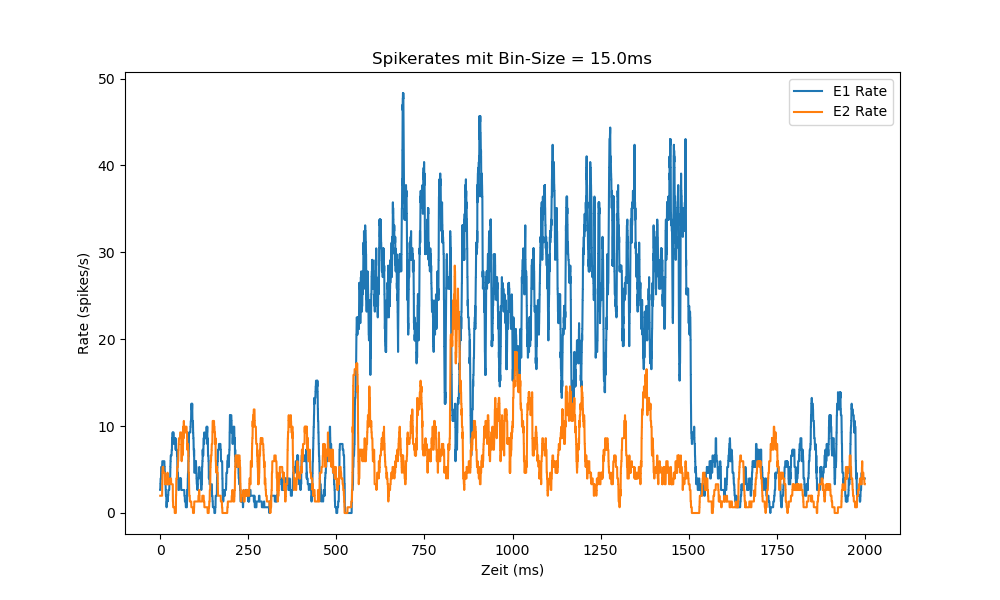 Spikerates mit Bin-Size = 15.0ms
E1 Rate
E2 Rate
Rate (spikes/s)
50
40
30
20
10
0
0 250 500 750 1000 1250 1500 1750 2000
Zeit (ms)